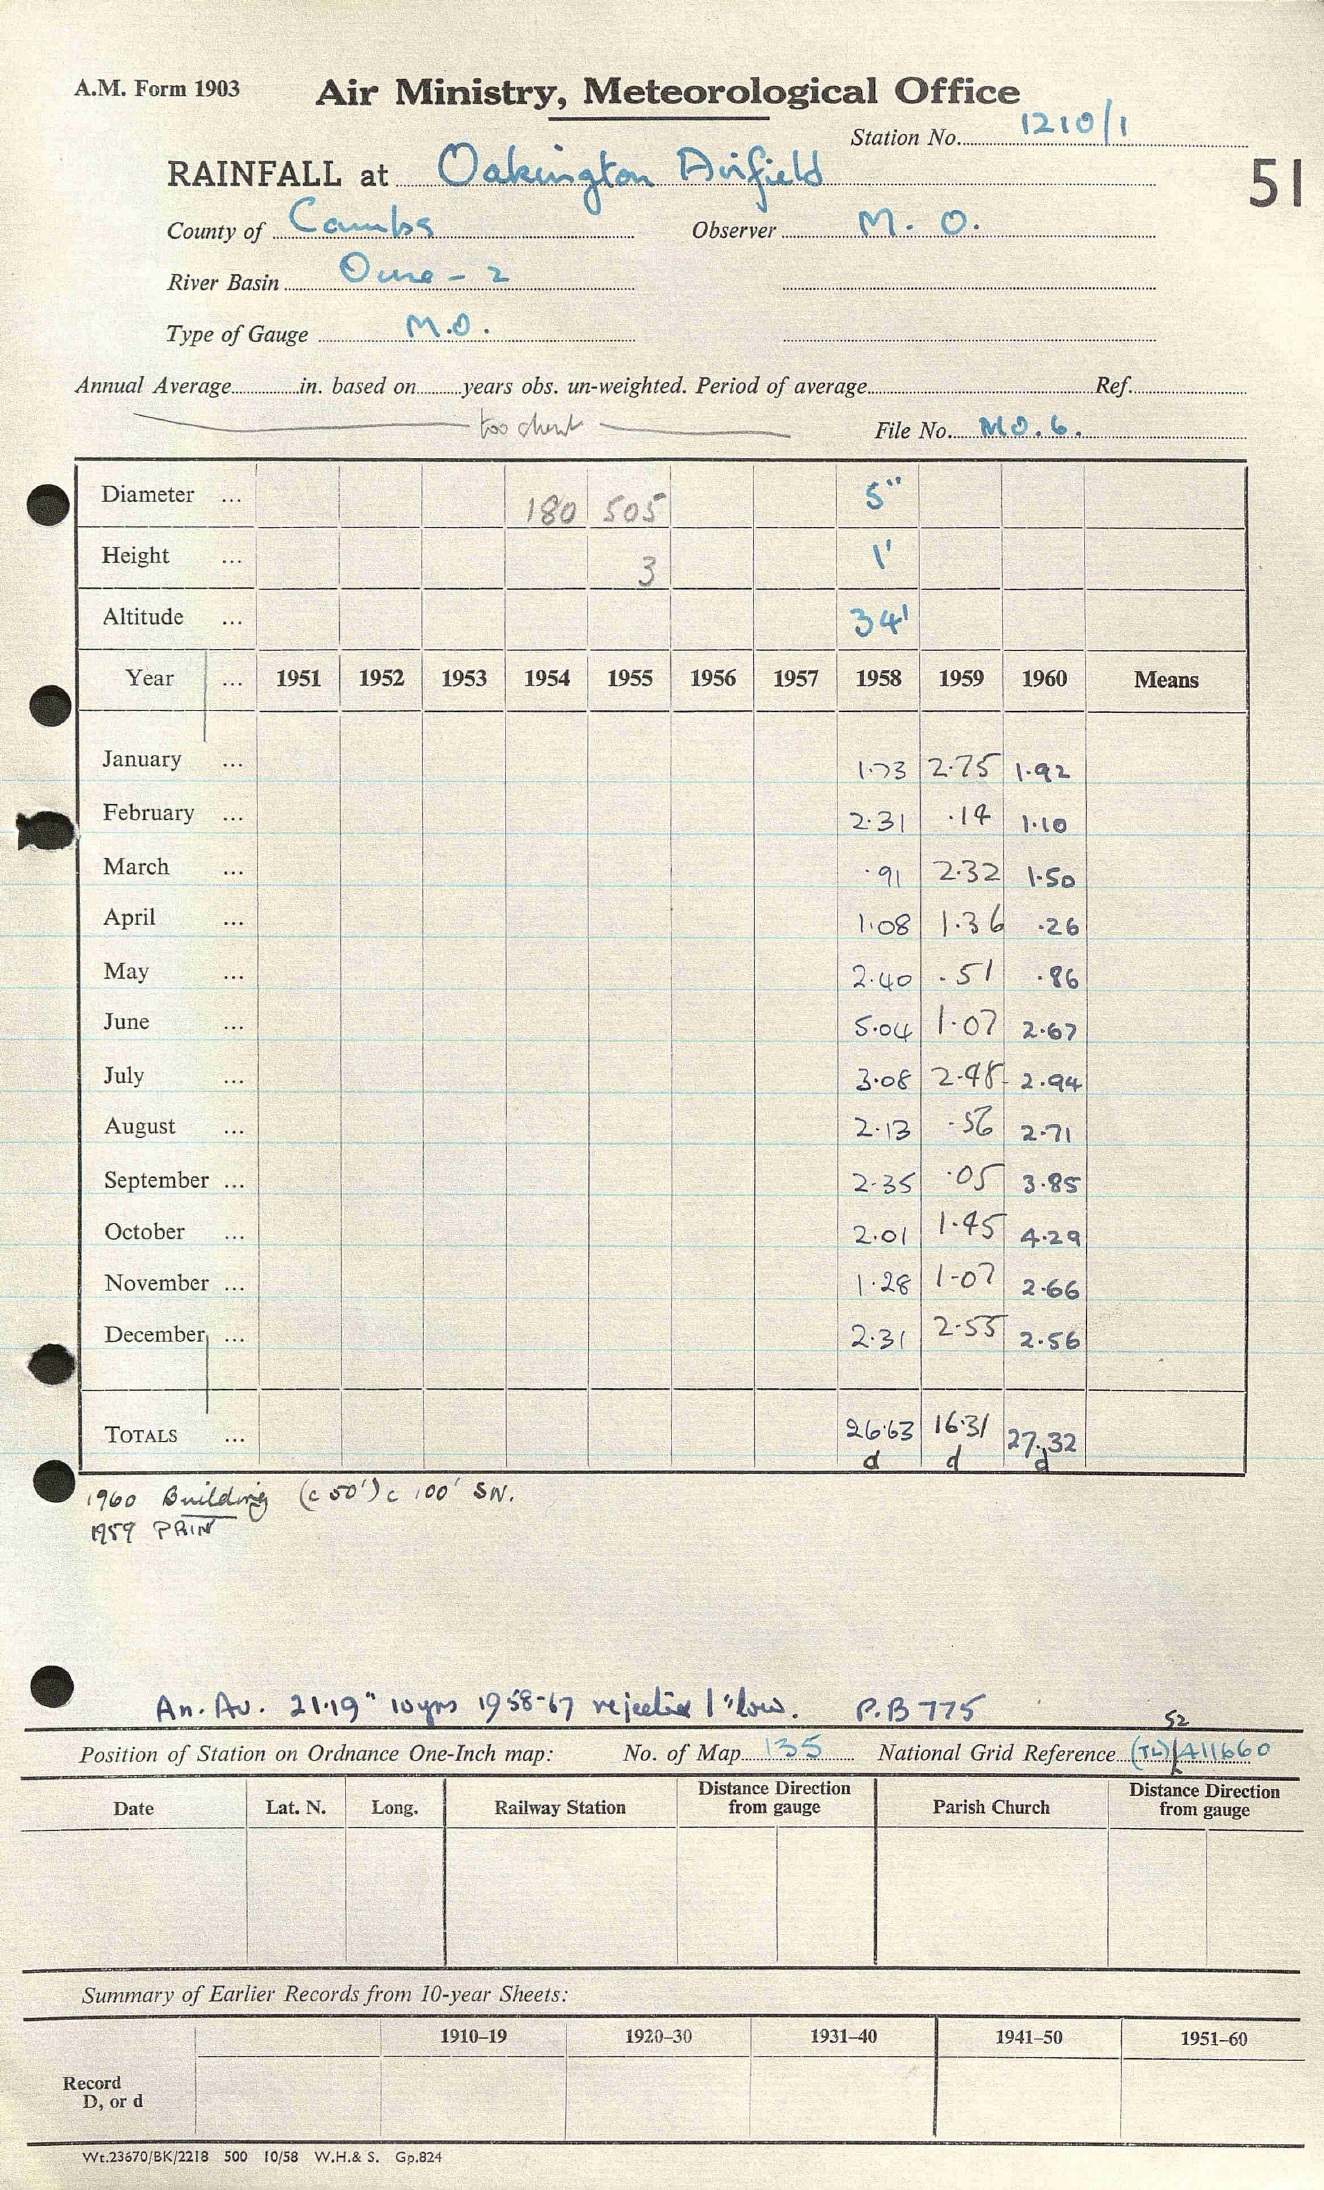 A.M. Form 1903 Air Ministry, Meteorological Office
Station No. 1210/1
RAINFALL at Oakington Airfield 51
County of Cambs Observer M. O.
River Basin Ouse - 2
Type of Gauge M.O.
Annual Average in. based on years obs. un-weighted. Period of average Ref.
too short File No. MO.6.
Diameter ... 180 505 5"
Height ... 3 1'
Altitude ... 34'
Year ... 1951 1952 1953 1954 1955 1956 1957 1958 1959 1960 Means
January ... 1.73 2.75 1.92
February ... 2.31 .14 1.10
March ... .91 2.32 1.50
April ... 1.08 1.36 .26
May ... 2.40 .51 .86
June ... 5.04 1.07 2.67
July ... 3.08 2.48 2.94
August ... 2.13 .56 2.71
September ... 2.35 .05 3.85
October ... 2.01 1.45 4.29
November ... 1.28 1.07 2.66
December ... 2.31 2.55 2.56
TOTALS ... 26.63 16.31 27.32
d d d
1960 Building (c 50') c 100' SW.
1959 PRINT
An. Av. 21.19" 10yrs 1958-67 rejected 1" low. P.B 775
52
Position of Station on Ordnance One-Inch map: No. of Map 135 National Grid Reference (TL) 411660
Date Lat. N. Long. Railway Station Distance Direction from gauge Parish Church Distance Direction from gauge
Summary of Earlier Records from 10-year Sheets:
1910–19 1920–30 1931–40 1941–50 1951–60
Record
D, or d
Wt.23670/BK/2218 500 10/58 W.H.& S. Gp.824